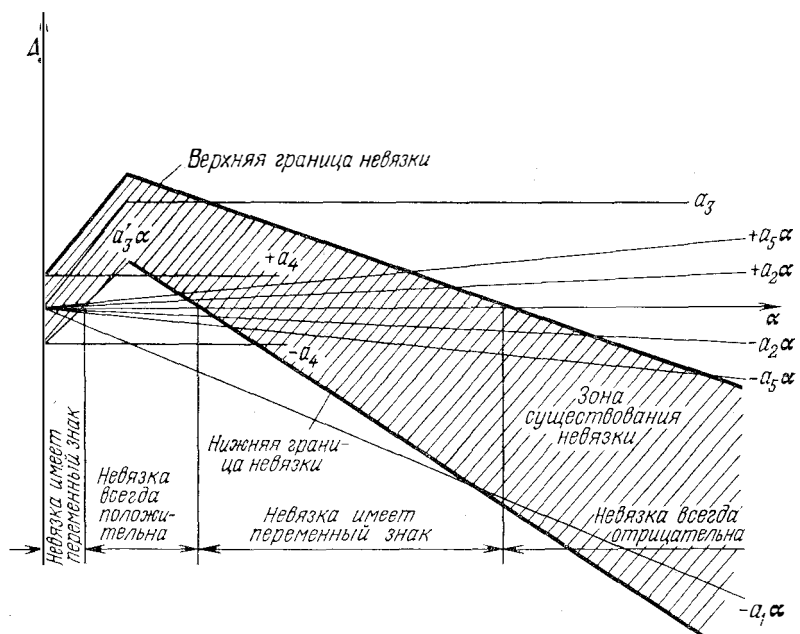 Δ
Верхняя граница невязки
a₃
a'₃α
+a₄
+a₅α
+a₂α
α
-a₂α
-a₄
-a₅α
Зона
существования
невязки
Нижняя грани-
ца невязки
Невязка имеет
переменный знак
Невязка
всегда
положи-
тельна
Невязка имеет
переменный знак
Невязка всегда
отрицательна
-a₁α